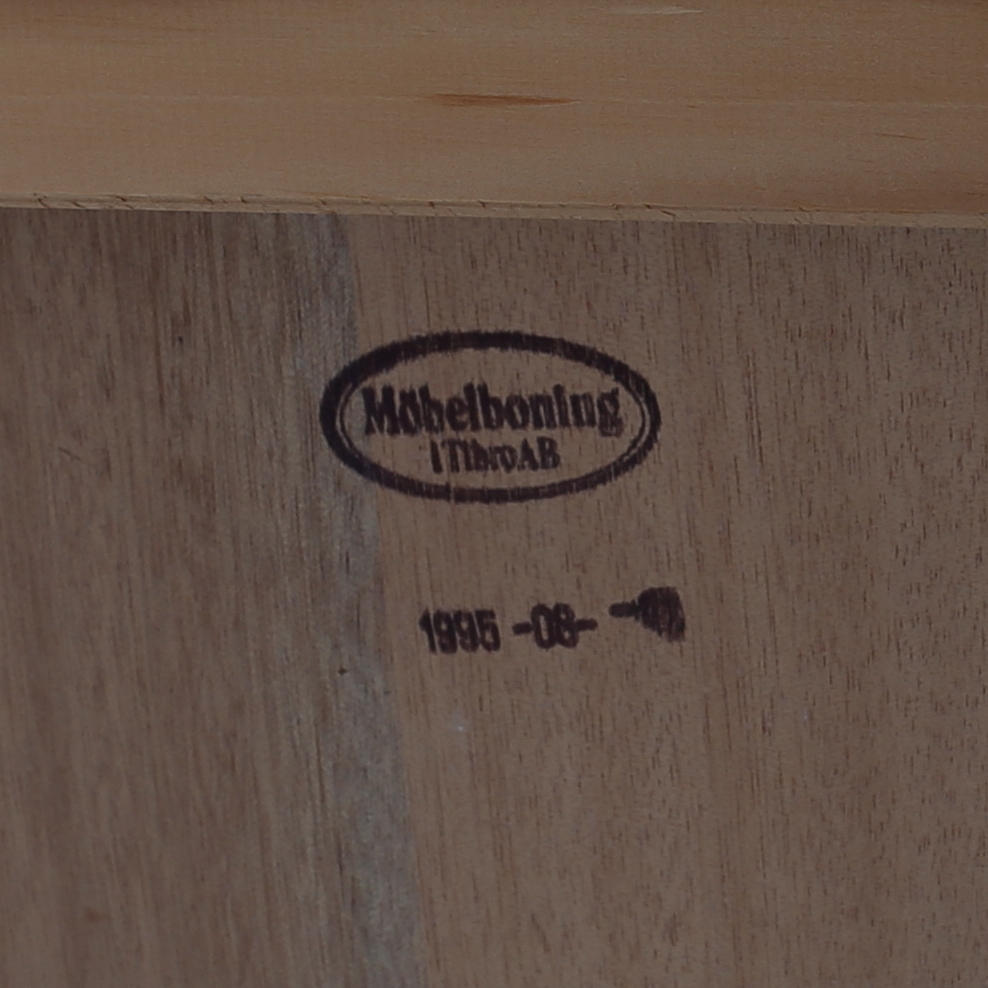 Möbelboning
i Tibro AB
1995 -08-